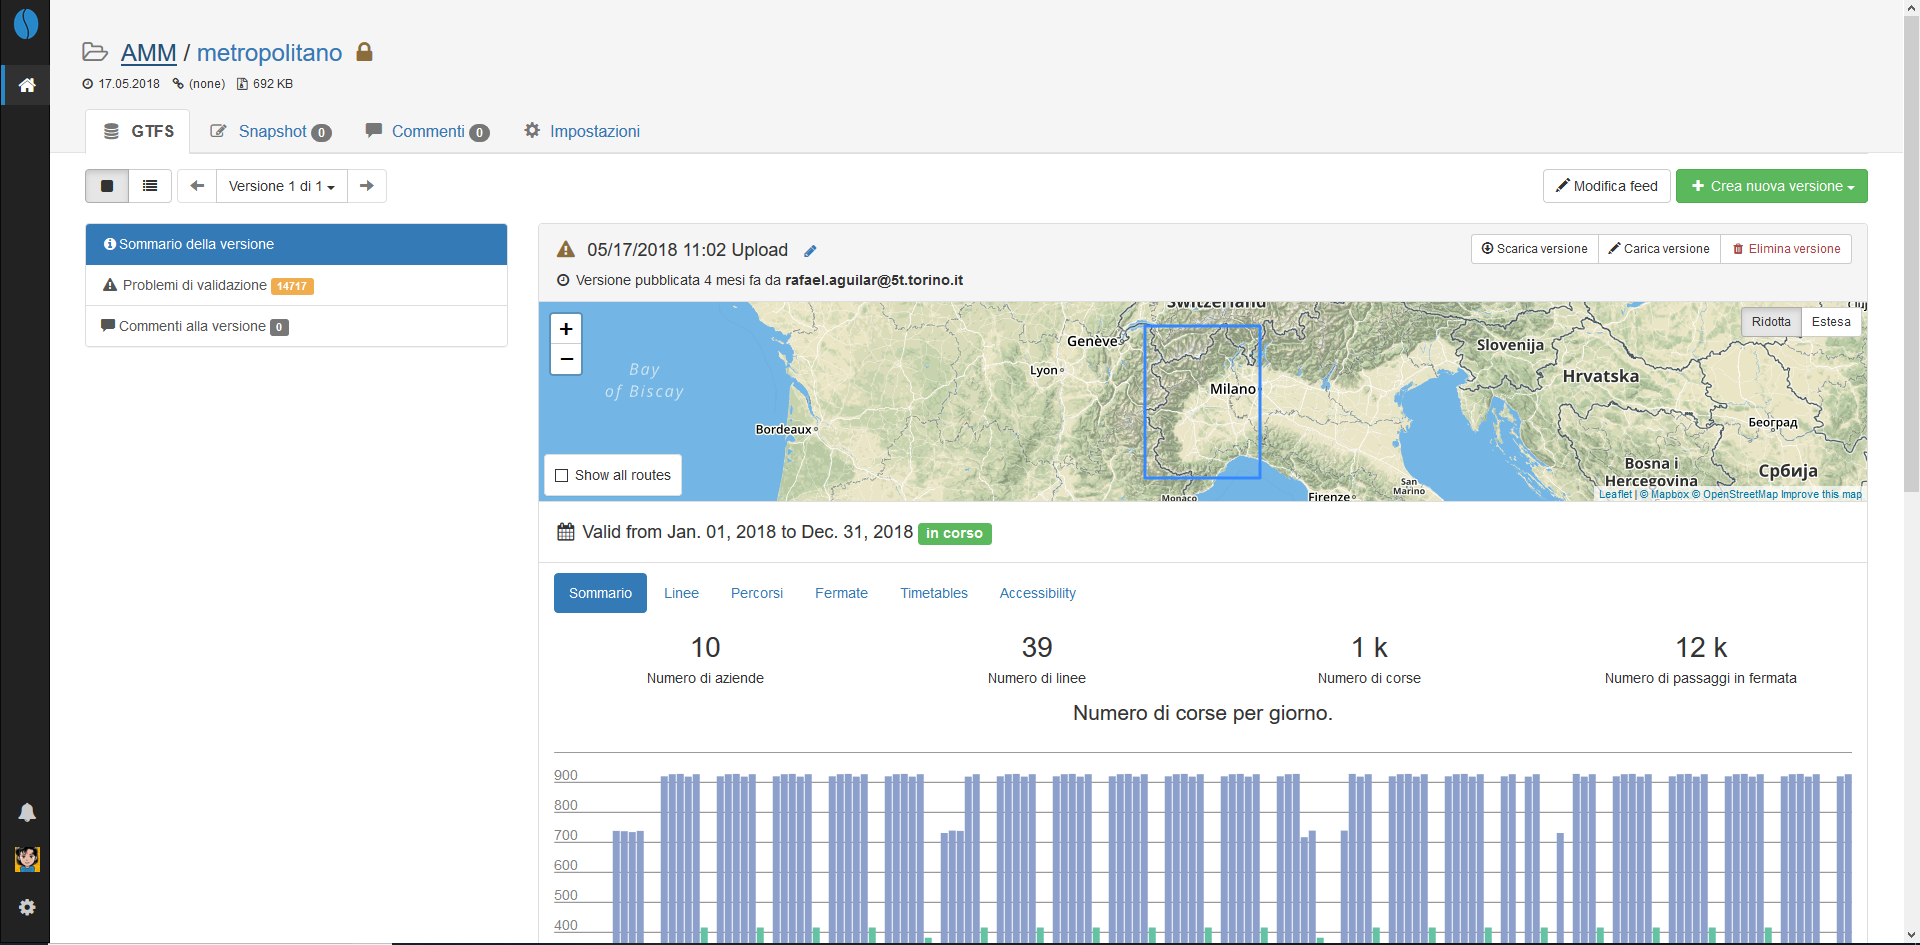 AMM / metropolitano
17.05.2018 (none) 692 KB
GTFS Snapshot 0 Commenti 0 Impostazioni
Versione 1 di 1 Modifica feed Crea nuova versione
Sommario della versione
Problemi di validazione 14717
Commenti alla versione 0
05/17/2018 11:02 Upload
Scarica versione Carica versione Elimina versione
Versione pubblicata 4 mesi fa da rafael.aguilar@5t.torino.it
Switzerland
+
−
Ridotta Estesa
Genève
Slovenija
Lyon
Bay
of Biscay
Milano
Hrvatska
Bordeaux
Београд
Show all routes
Bosna i
Hercegovina
Србија
San
Marino
Monaco
Firenze
Leaflet | © Mapbox © OpenStreetMap Improve this map
Valid from Jan. 01, 2018 to Dec. 31, 2018 in corso
Sommario Linee Percorsi Fermate Timetables Accessibility
10 39 1 k 12 k
Numero di aziende Numero di linee Numero di corse Numero di passaggi in fermata
Numero di corse per giorno.
900
800
700
600
500
400